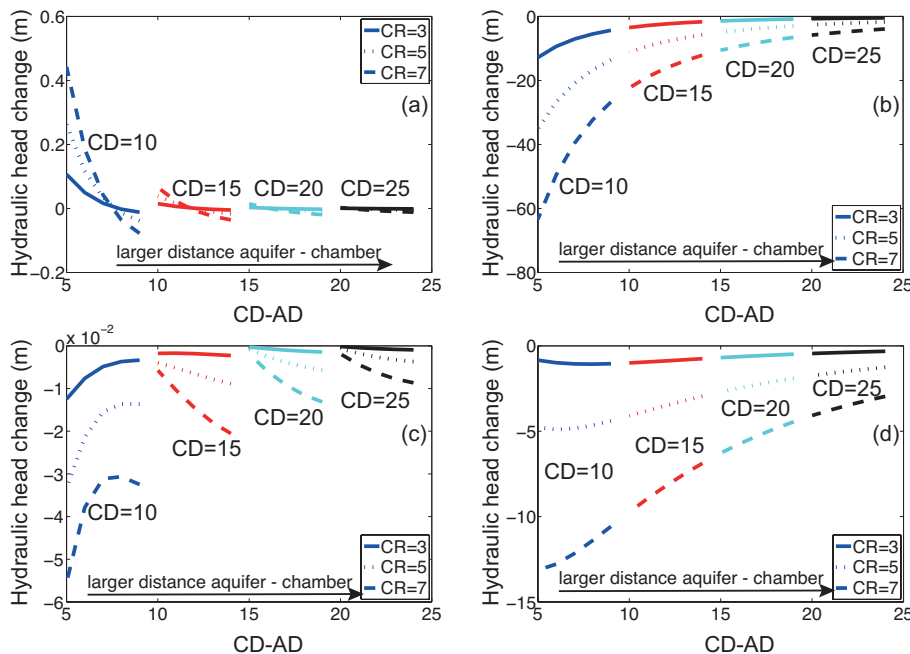 Hydraulic head change (m)
0.6
0.4
0.2
0
−0.2
CR=3
CR=5
CR=7
(a)
CD=10
CD=15
CD=20
CD=25
larger distance aquifer - chamber
5
10
15
20
25
CD-AD
Hydraulic head change (m)
0
−20
−40
−60
−80
(b)
CD=25
CD=20
CD=15
CD=10
CR=3
CR=5
CR=7
larger distance aquifer - chamber
5
10
15
20
25
CD-AD
Hydraulic head change (m)
x 10⁻²
0
−1
−2
−3
−4
−5
−6
CD=25
CD=20
CD=15
(c)
CD=10
CR=3
CR=5
CR=7
larger distance aquifer - chamber
5
10
15
20
25
CD-AD
Hydraulic head change (m)
0
−5
−10
−15
CD=25
CD=20
CD=15
(d)
CD=10
CR=3
CR=5
CR=7
larger distance aquifer - chamber
5
10
15
20
25
CD-AD